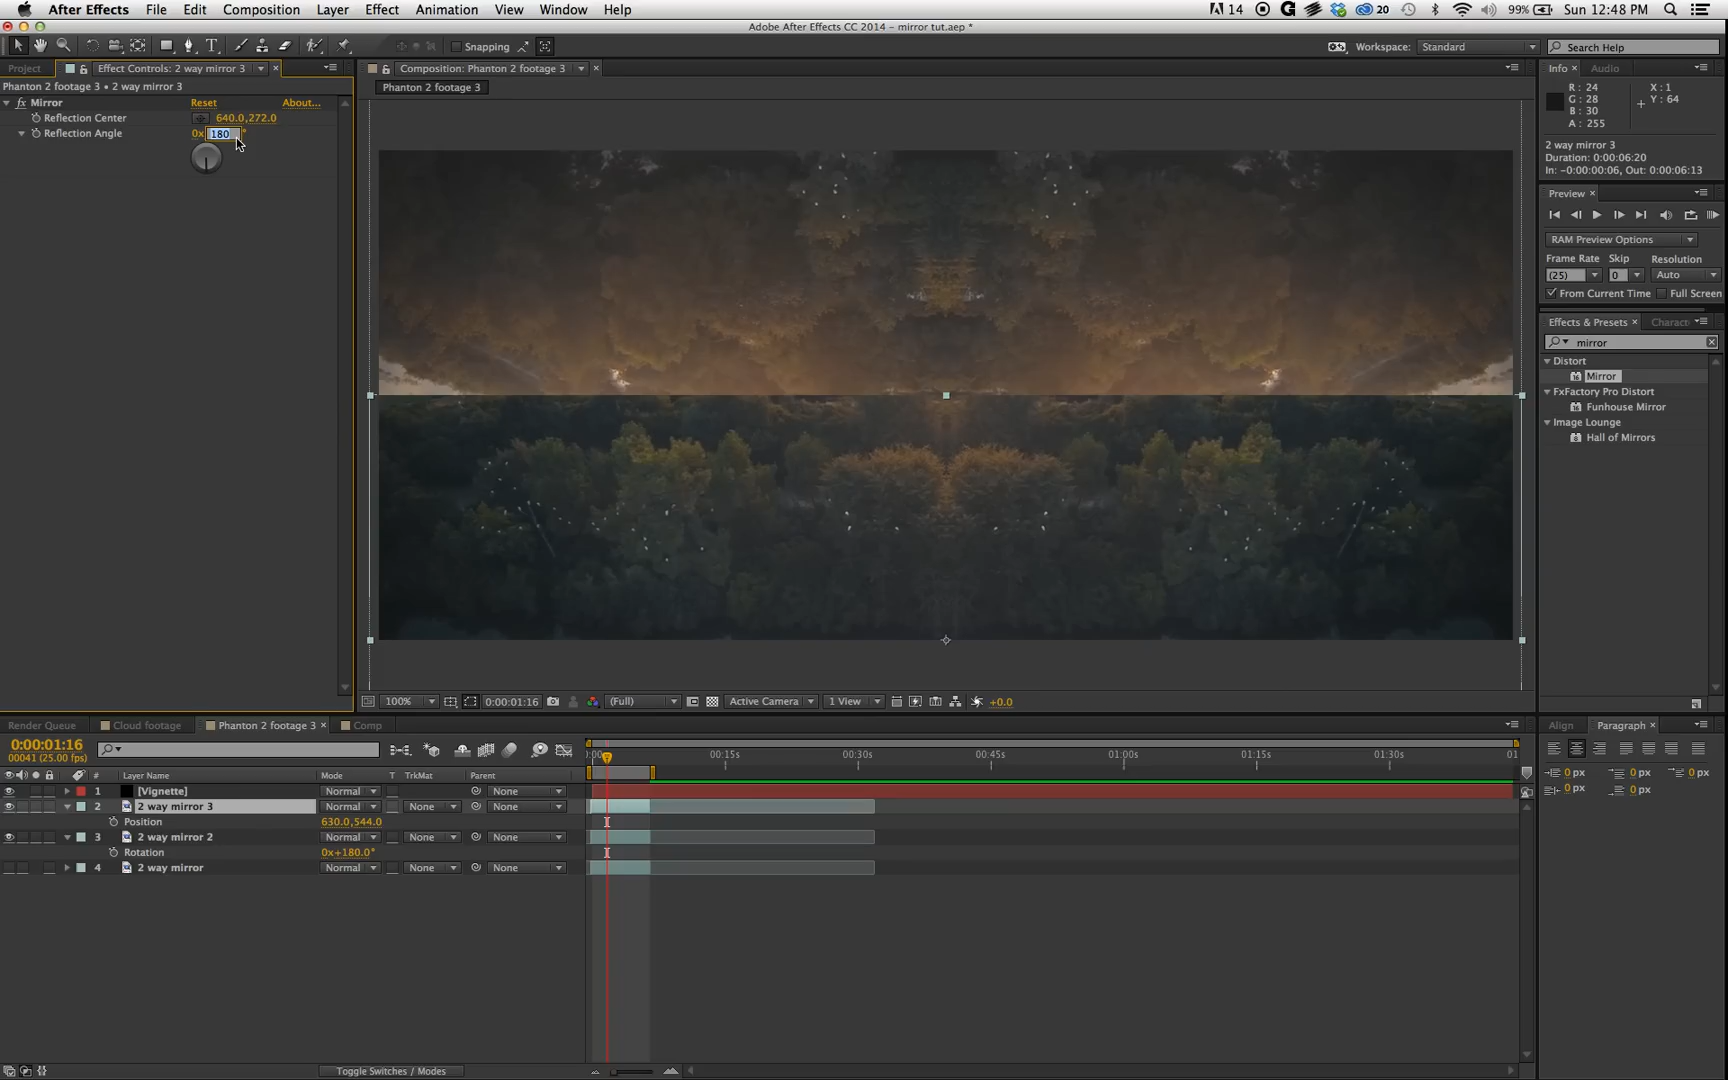 After Effects File Edit Composition Layer Effect Animation View Window Help 14 20 99% Sun 12:48 PM
Adobe After Effects CC 2014 – mirror tut.aep *
T Snapping Workspace: Standard Search Help
Project Effect Controls: 2 way mirror 3 × Composition: Phanton 2 footage 3 × Info × Audio
Phanton 2 footage 3 • 2 way mirror 3 Phanton 2 footage 3
fx Mirror Reset About...
Reflection Center 640.0,272.0
Reflection Angle 0x 180 °
R: 24 X: 1
G: 28 Y: 64
B: 30
A: 255
2 way mirror 3
Duration: 0:00:06:20
In: –0:00:00:06, Out: 0:00:06:13
Preview ×
RAM Preview Options
Frame Rate Skip Resolution
(25) 0 Auto
From Current Time Full Screen
Effects & Presets × Charact
mirror
Distort
Mirror
FxFactory Pro Distort
Funhouse Mirror
Image Lounge
Hall of Mirrors
100% 0:00:01:16 (Full) Active Camera 1 View +0.0
Render Queue Cloud footage Phanton 2 footage 3 × Comp Align Paragraph ×
0:00:01:16
00041 (25.00 fps)
:00s 00:15s 00:30s 00:45s 01:00s 01:15s 01:30s 01
# Layer Name Mode T TrkMat Parent
1 [Vignette] Normal None
2 2 way mirror 3 Normal None None
Position 630.0,544.0
3 2 way mirror 2 Normal None None
Rotation 0x+180.0°
4 2 way mirror Normal None None
0 px 0 px 0 px
0 px 0 px
Toggle Switches / Modes